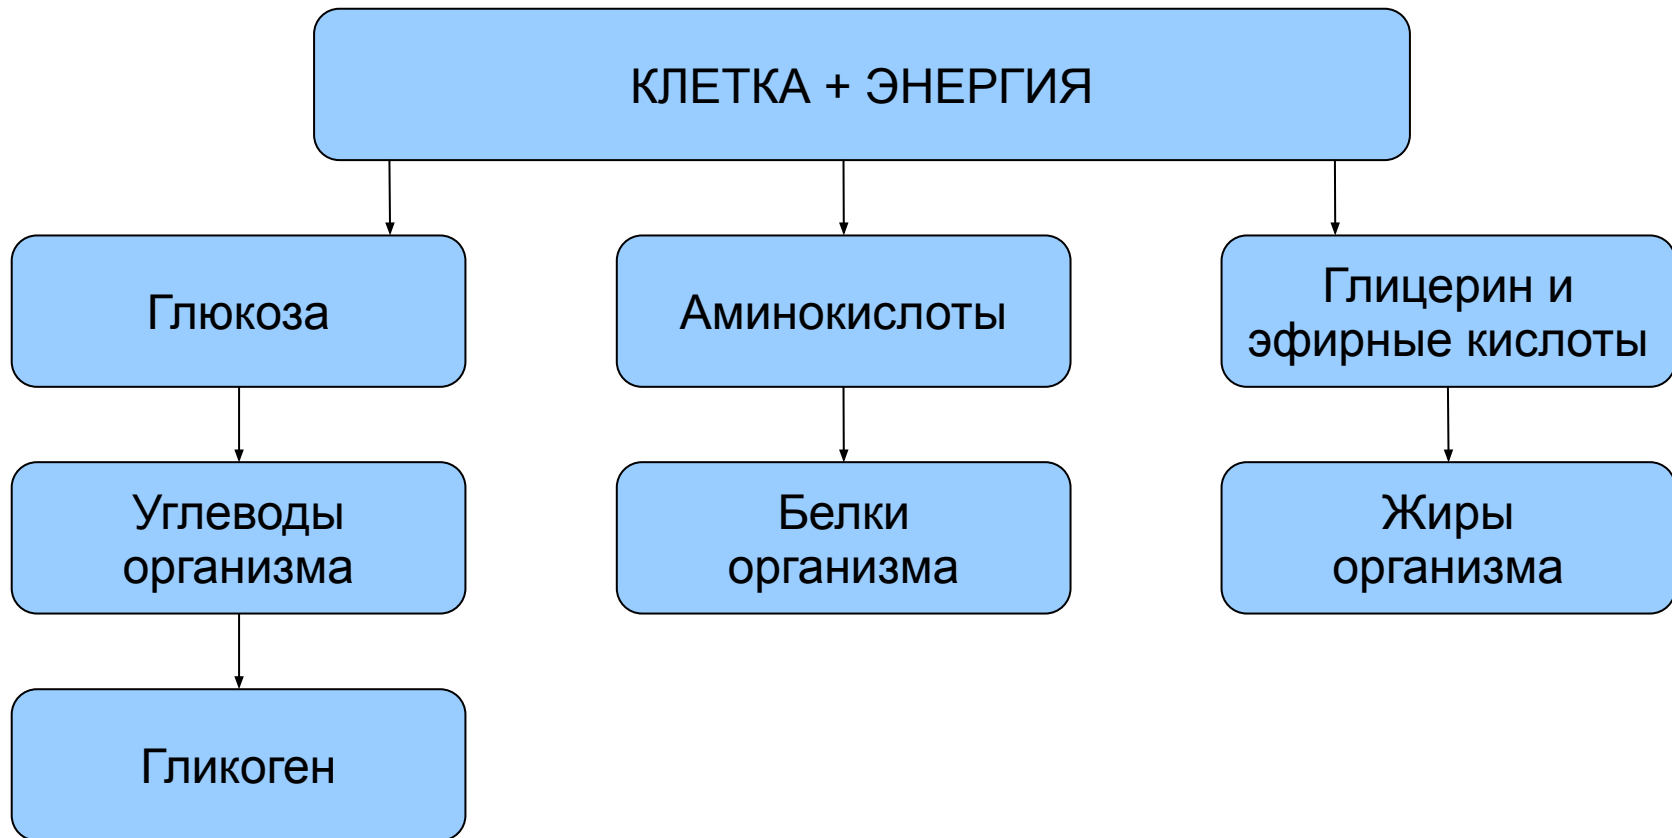 КЛЕТКА + ЭНЕРГИЯ
Глюкоза
Аминокислоты
Глицерин и
эфирные кислоты
Углеводы
организма
Белки
организма
Жиры
организма
Гликоген